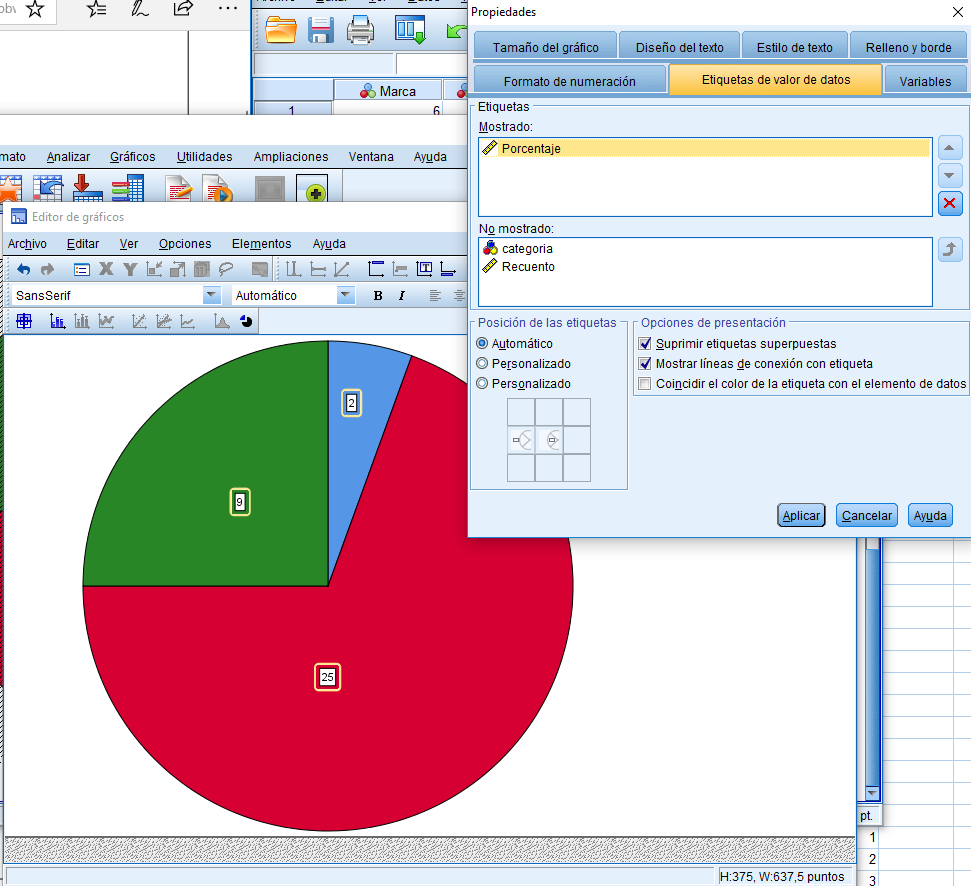 Propiedades
Tamaño del gráfico
Diseño del texto
Estilo de texto
Relleno y borde
Formato de numeración
Etiquetas de valor de datos
Variables
Etiquetas
Mostrado:
Porcentaje
No mostrado:
categoria
Recuento
Posición de las etiquetas
Automático
Personalizado
Personalizado
Opciones de presentación
Suprimir etiquetas superpuestas
Mostrar líneas de conexión con etiqueta
Coincidir el color de la etiqueta con el elemento de datos
Aplicar
Cancelar
Ayuda
Marca
1
6
mato Analizar Gráficos Utilidades Ampliaciones Ventana Ayuda
Editor de gráficos
Archivo Editar Ver Opciones Elementos Ayuda
SansSerif
Automático
B I
2
9
25
pt.
1
2
3
H:375, W:637,5 puntos